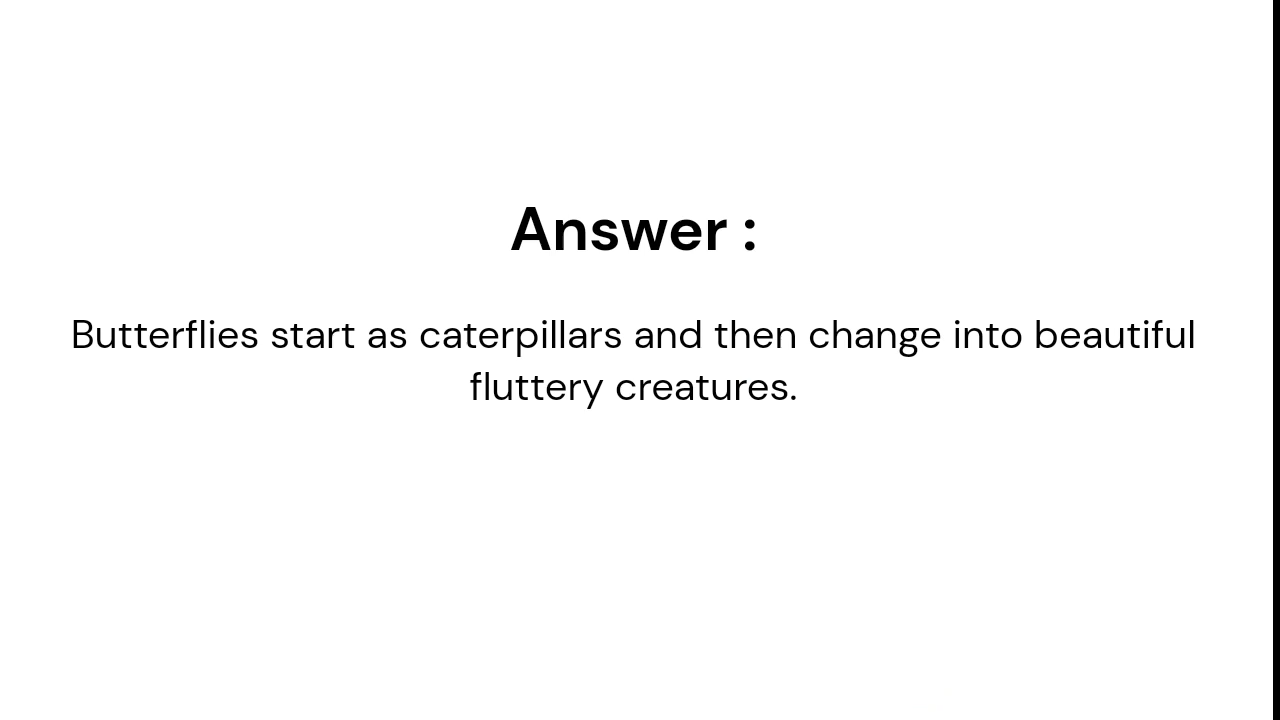 Answer :
Butterflies start as caterpillars and then change into beautiful
fluttery creatures.